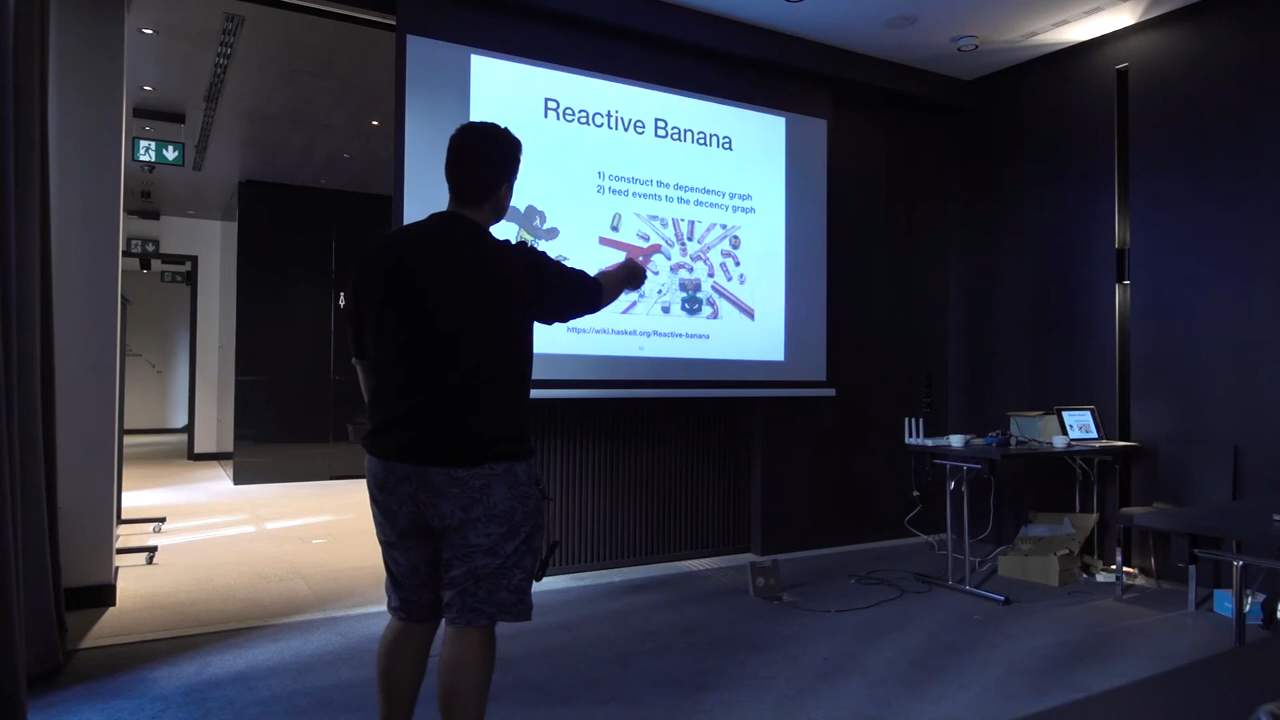 Reactive Banana
1) construct the dependency graph
2) feed events to the decency graph
https://wiki.haskell.org/Reactive-banana